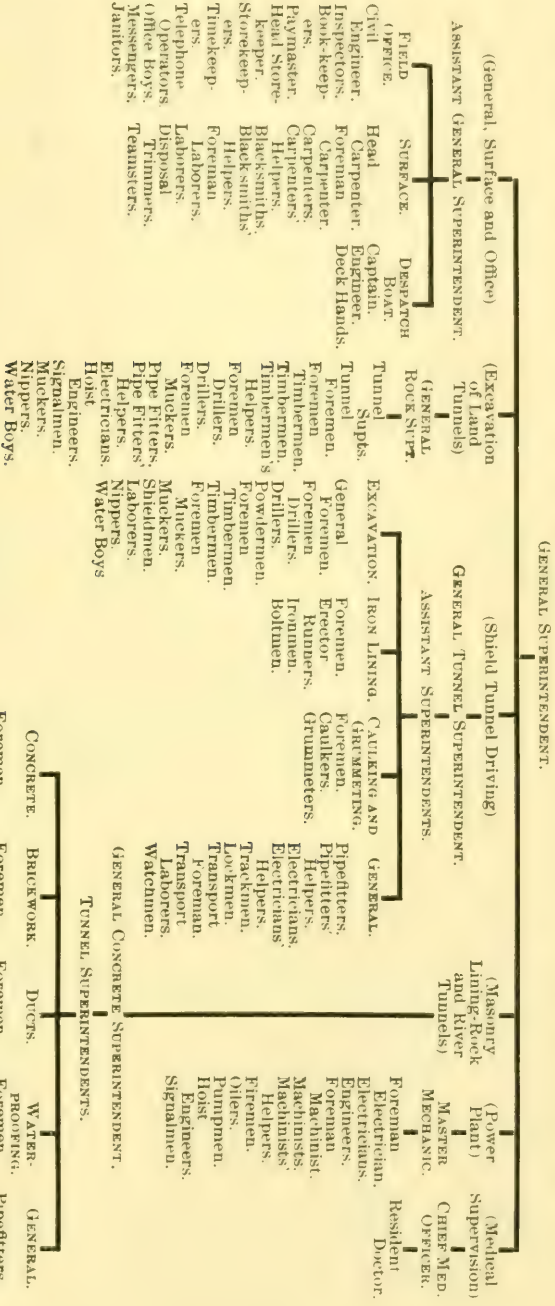 GENERAL SUPERINTENDENT.
(General, Surface and Office)
ASSISTANT GENERAL SUPERINTENDENT.
FIELD
OFFICE.
Civil
Engineer.
Inspectors.
Book-keep-
ers.
Paymaster.
Head Store-
keeper.
Storekeep-
ers.
Timekeep-
ers.
Telephone
Operators.
Office Boys.
Messengers.
Janitors.
SURFACE.
Head
Carpenter.
Foreman
Carpenter.
Carpenters.
Carpenters'
Helpers.
Blacksmiths.
Blacksmiths'
Helpers.
Foreman
Laborers.
Laborers.
Disposal
Trimmers.
Teamsters.
DESPATCH
BOAT.
Captain.
Engineer.
Deck Hands.
(Excavation
of Land
Tunnels)
GENERAL
ROCK SUPT.
Tunnel
Supts.
Tunnel
Foremen.
Foremen
Timbermen.
Timbermen.
Timbermen's
Helpers.
Foremen
Drillers.
Drillers.
Foremen
Muckers.
Pipe Fitters.
Pipe Fitters'
Helpers.
Electricians.
Hoist
Engineers.
Signalmen.
Muckers.
Nippers.
Water Boys.
(Shield Tunnel Driving)
GENERAL TUNNEL SUPERINTENDENT.
ASSISTANT SUPERINTENDENTS.
EXCAVATION.
General
Foremen.
Foremen
Drillers.
Drillers.
Powdermen.
Foremen
Timbermen.
Timbermen.
Foremen
Muckers.
Muckers.
Shieldmen.
Laborers.
Nippers.
Water Boys
IRON LINING.
Foremen.
Erector
Runners.
Ironmen.
Boltmen.
CAULKING AND
GRUMMETING.
Foremen.
Caulkers.
Grummeters.
GENERAL.
Pipefitters.
Pipefitters'
Helpers.
Electricians.
Electricians'
Helpers.
Trackmen.
Lockmen.
Transport
Foreman.
Transport
Laborers.
Watchmen.
(Masonry
Lining-Rock
and River
Tunnels)
GENERAL CONCRETE SUPERINTENDENT.
TUNNEL SUPERINTENDENTS.
CONCRETE.
BRICKWORK.
DUCTS.
WATER-
PROOFING.
GENERAL.
(Power
Plant)
MASTER
MECHANIC.
Foreman
Electrician.
Electricians.
Engineers.
Foreman
Machinist.
Machinists.
Machinists'
Helpers.
Firemen.
Oilers.
Pumpmen.
Hoist
Engineers.
Signalmen.
(Medical
Supervision)
CHIEF MED.
OFFICER.
Resident
Doctor.